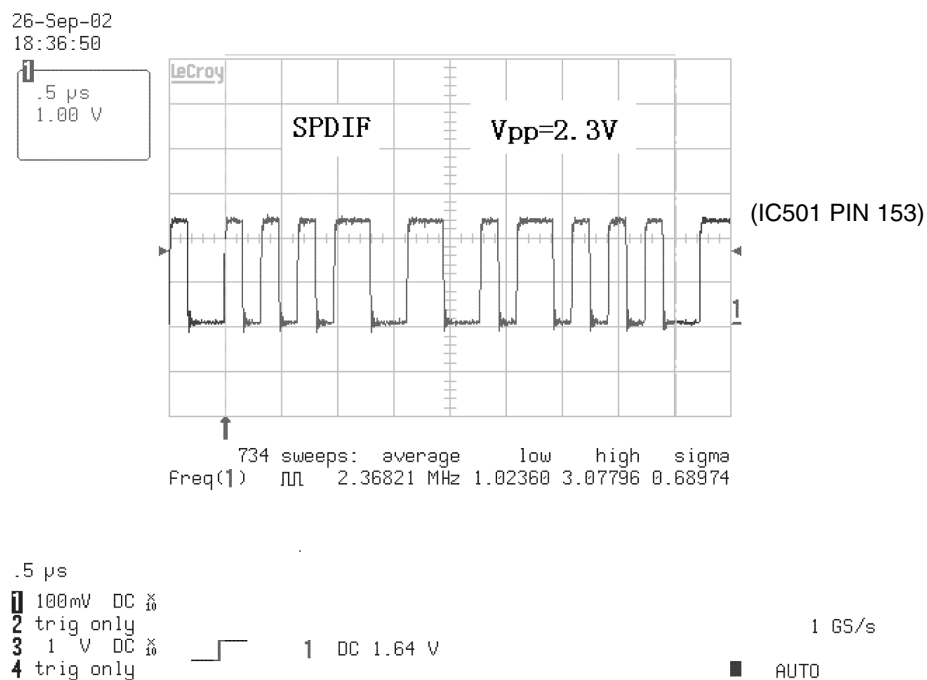 26-Sep-02
18:36:50
1
.5 µs
1.00 V
LeCroy
SPDIF
Vpp=2.3V
(IC501 PIN 153)
1
734 sweeps: average low high sigma
Freq(1) 2.36821 MHz 1.02360 3.07796 0.68974
.5 µs
1 100mV DC X10
2 trig only
3 1 V DC X10
4 trig only
1 DC 1.64 V
1 GS/s
AUTO